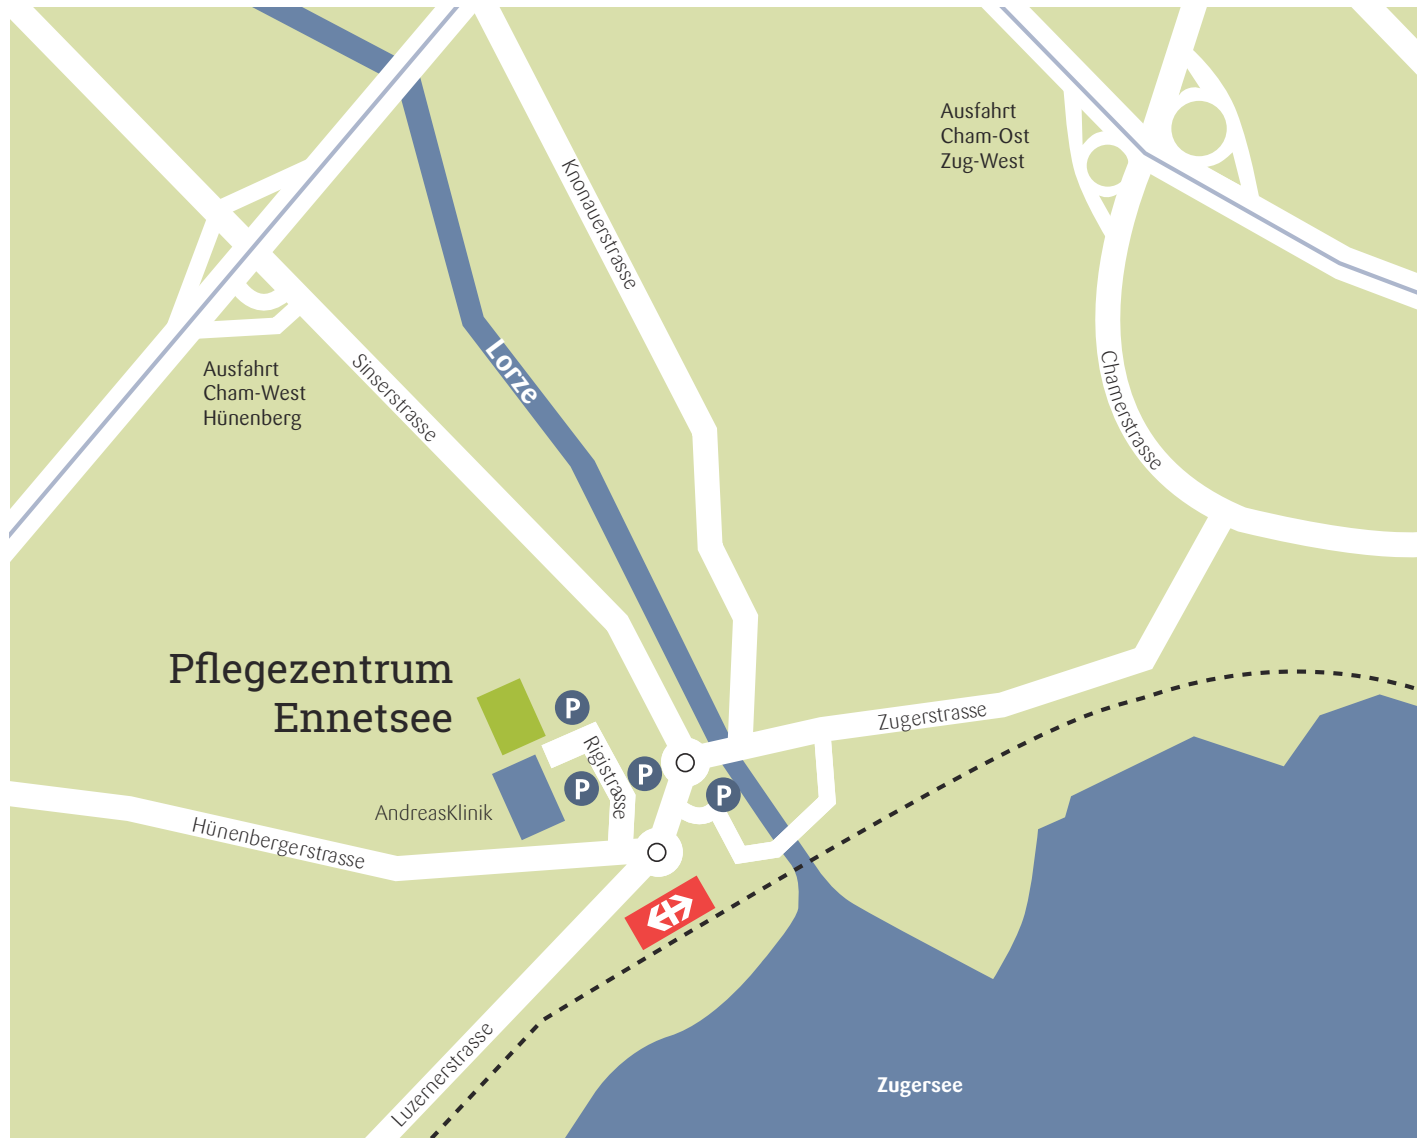 Ausfahrt
Cham-Ost
Zug-West
Knonauerstrasse
Lorze
Sinserstrasse
Ausfahrt
Cham-West
Hünenberg
Chamerstrasse
Pflegezentrum
Ennetsee
P
Rigistrasse
P
P
P
Zugerstrasse
AndreasKlinik
Hünenbergerstrasse
Luzernerstrasse
Zugersee